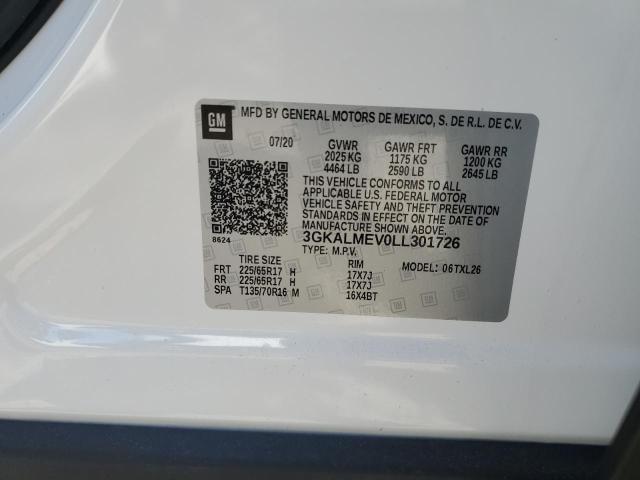 GM MFD BY GENERAL MOTORS DE MEXICO, S. DE R.L. DE C.V.
07/20 GVWR GAWR FRT GAWR RR
2025 KG 1175 KG 1200 KG
4464 LB 2590 LB 2645 LB
THIS VEHICLE CONFORMS TO ALL
APPLICABLE U.S. FEDERAL MOTOR
VEHICLE SAFETY AND THEFT PREVENTION
STANDARDS IN EFFECT ON THE DATE OF
MANUFACTURE SHOWN ABOVE.
8624 3GKALMEV0LL301726
TYPE: M.P.V. MODEL: 06TXL26
TIRE SIZE RIM
FRT 225/65R17 H 17X7J
RR 225/65R17 H 17X7J
SPA T135/70R16 M 16X4BT